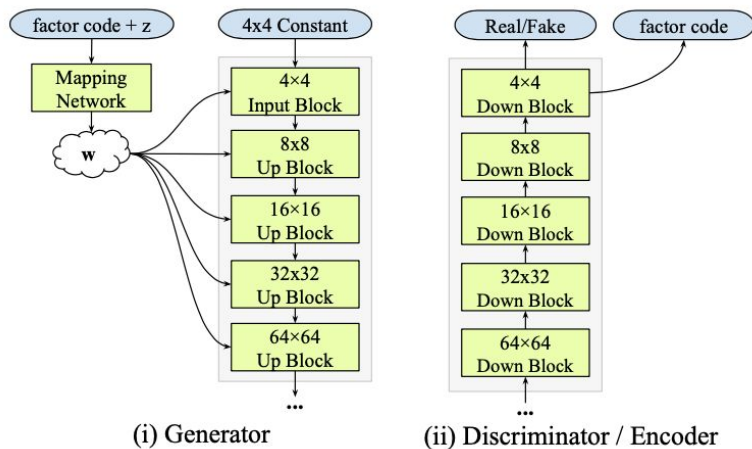 factor code + z
Mapping
Network
w
4x4 Constant
4×4
Input Block
8x8
Up Block
16×16
Up Block
32x32
Up Block
64×64
Up Block
...
(i) Generator
Real/Fake
factor code
4×4
Down Block
8x8
Down Block
16×16
Down Block
32x32
Down Block
64×64
Down Block
...
(ii) Discriminator / Encoder